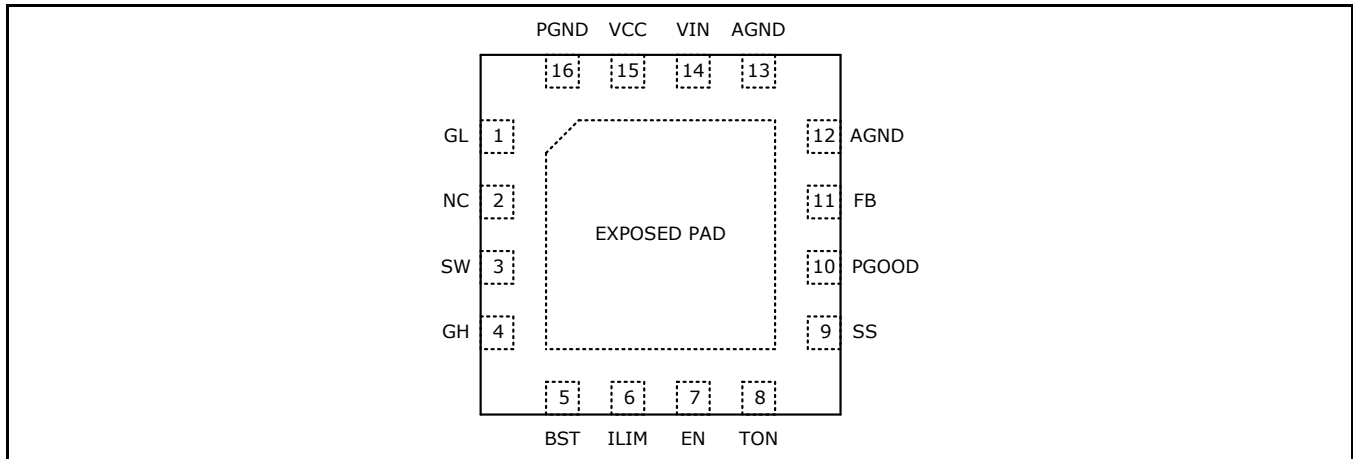 PGND VCC VIN AGND
16 15 14 13
GL 1 12 AGND
NC 2 11 FB
EXPOSED PAD
SW 3 10 PGOOD
GH 4 9 SS
5 6 7 8
BST ILIM EN TON